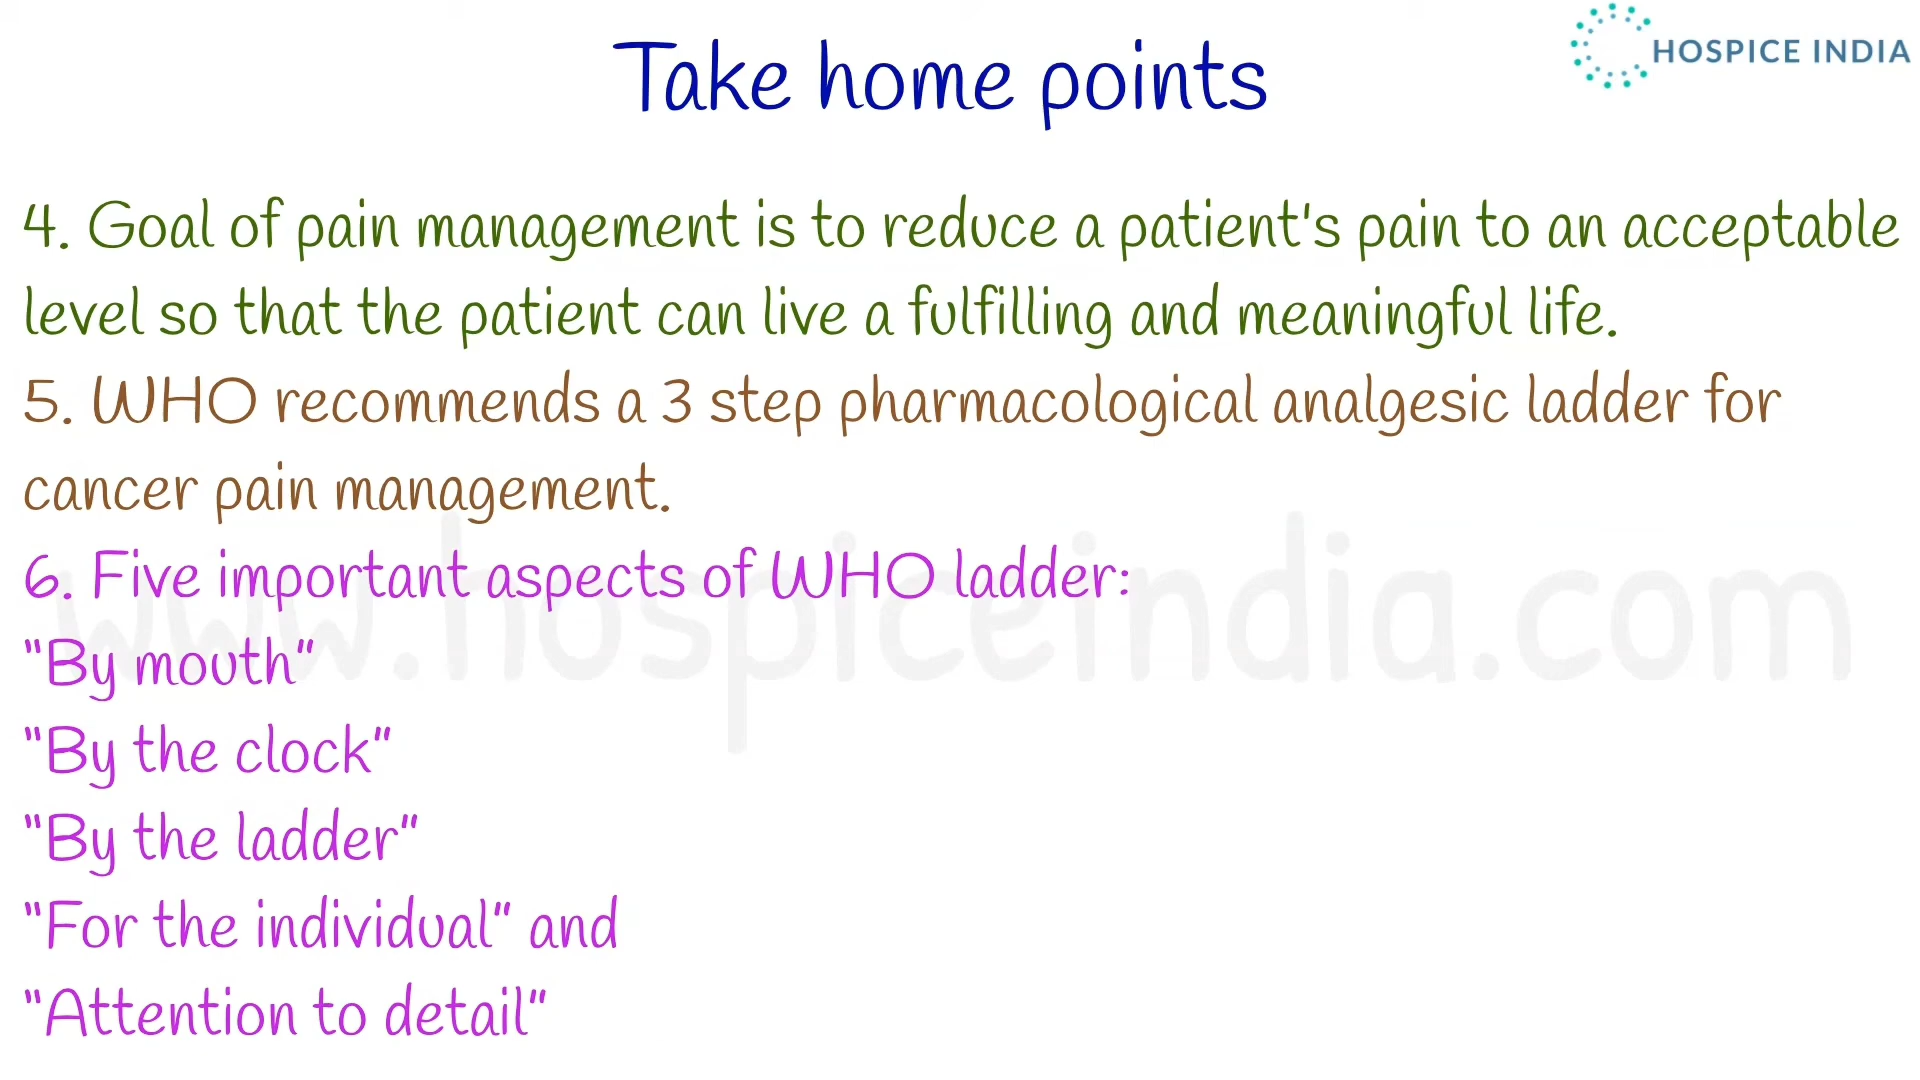 Take home points
HOSPICE INDIA
4. Goal of pain management is to reduce a patient's pain to an acceptable
level so that the patient can live a fulfilling and meaningful life.
5. WHO recommends a 3 step pharmacological analgesic ladder for
cancer pain management.
6. Five important aspects of WHO ladder:
"By mouth"
"By the clock"
"By the ladder"
"For the individual" and
"Attention to detail"
www.hospiceindia.com